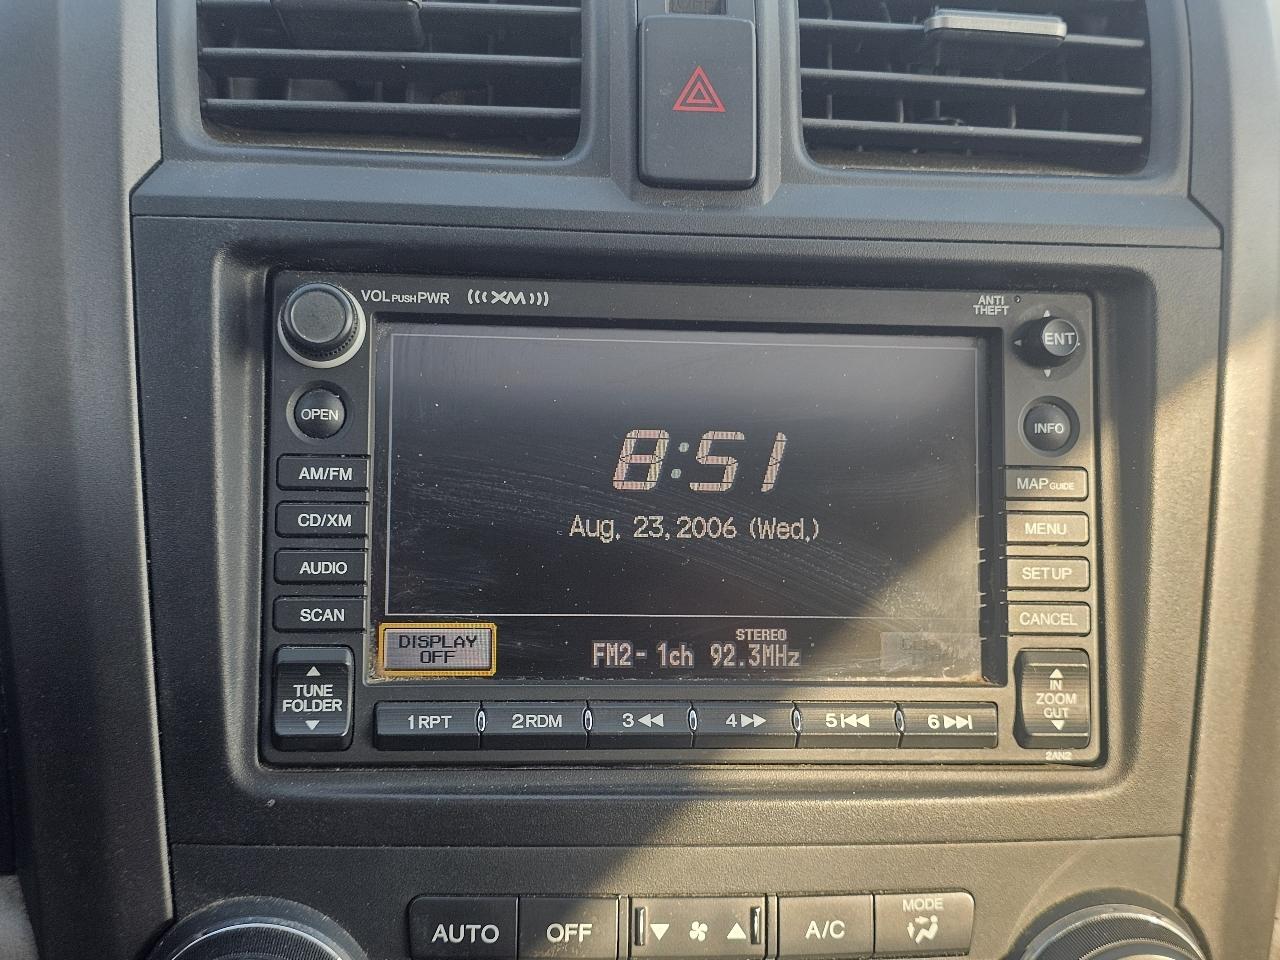 VOL PUSH PWR
XM
ANTI
THEFT
ENT
OPEN
INFO
AM/FM
MAP GUIDE
CD/XM
MENU
AUDIO
SETUP
SCAN
CANCEL
8:51
Aug. 23, 2006 (Wed.)
DISPLAY
OFF
STEREO
FM2- 1ch 92.3MHz
TUNE
FOLDER
IN
ZOOM
OUT
1 RPT
2 RDM
3 ◀◀
4 ▶▶
5 |◀◀
6 ▶▶|
2AN2
AUTO
OFF
A/C
MODE